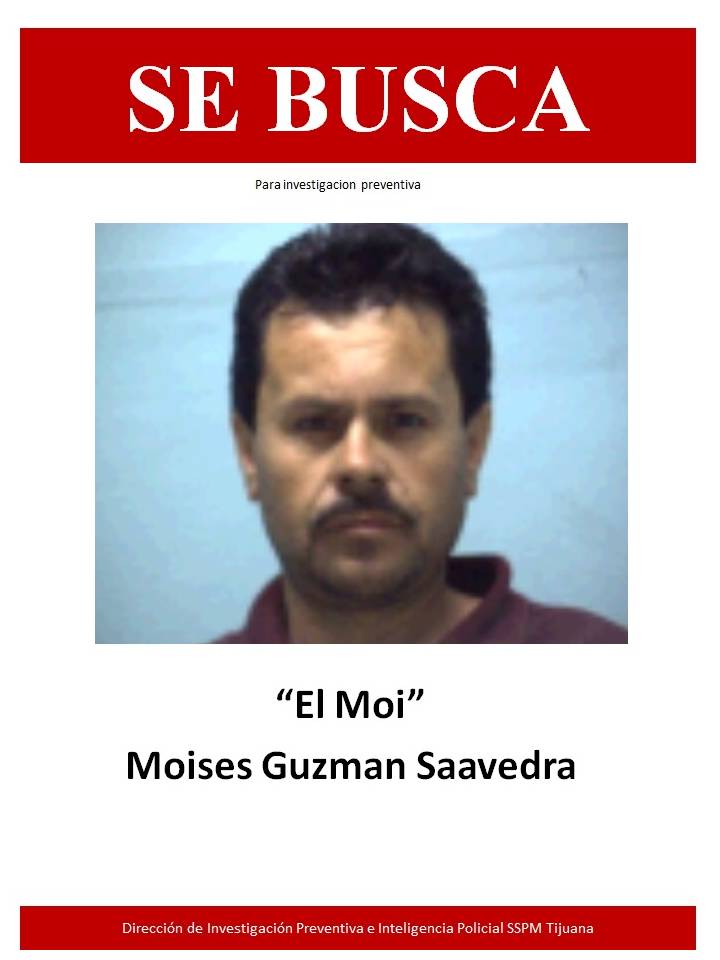 SE BUSCA
Para investigacion preventiva
“El Moi”
Moises Guzman Saavedra
Dirección de Investigación Preventiva e Inteligencia Policial SSPM Tijuana